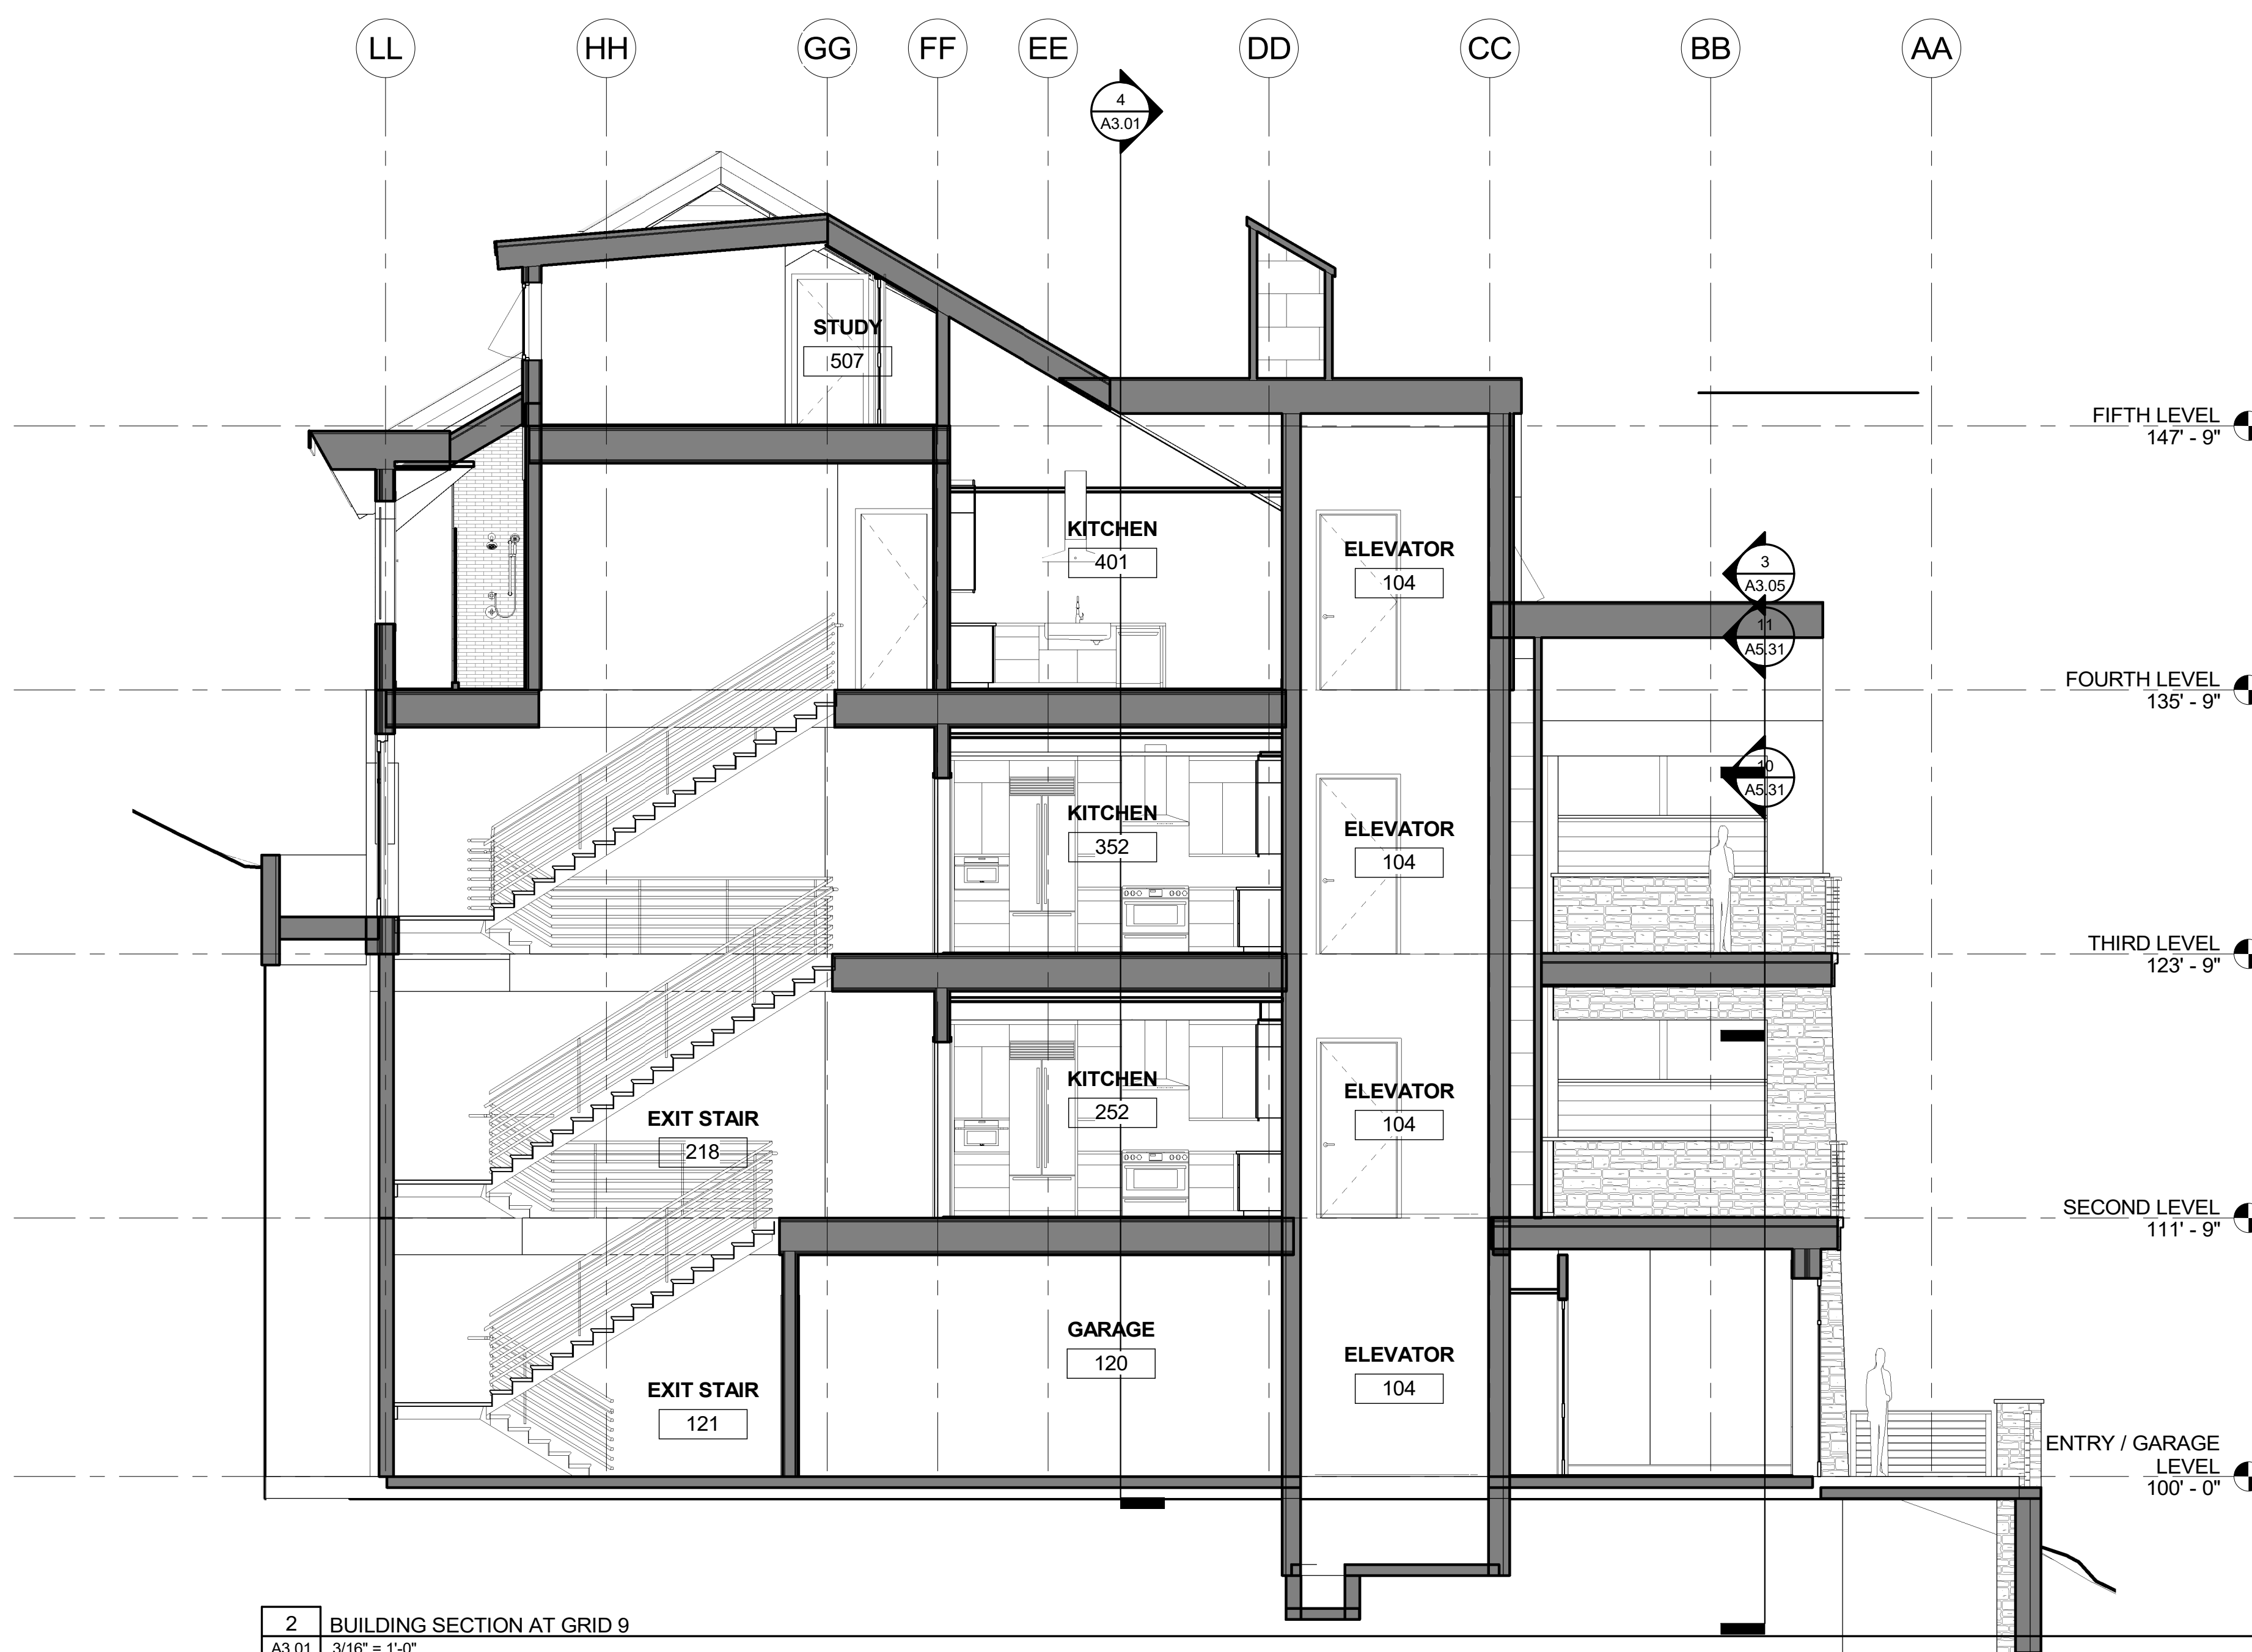 LL HH GG FF EE DD CC BB AA
4
A3.01
STUDY
507
FIFTH LEVEL
147' - 9"
KITCHEN
401
ELEVATOR
104
3
A3.05
11
A5.31
FOURTH LEVEL
135' - 9"
10
A5.31
KITCHEN
352
ELEVATOR
104
THIRD LEVEL
123' - 9"
KITCHEN
252
ELEVATOR
104
EXIT STAIR
218
SECOND LEVEL
111' - 9"
GARAGE
120
ELEVATOR
104
EXIT STAIR
121
ENTRY / GARAGE
LEVEL
100' - 0"
2 BUILDING SECTION AT GRID 9
A3.01 3/16" = 1'-0"